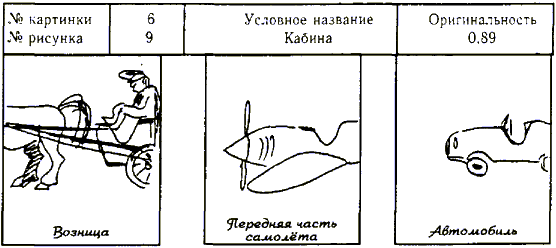 № картинки 6 Условное название Оригинальность
№ рисунка 9 Кабина 0,89
Возница
Передняя часть
самолёта
Автомобиль